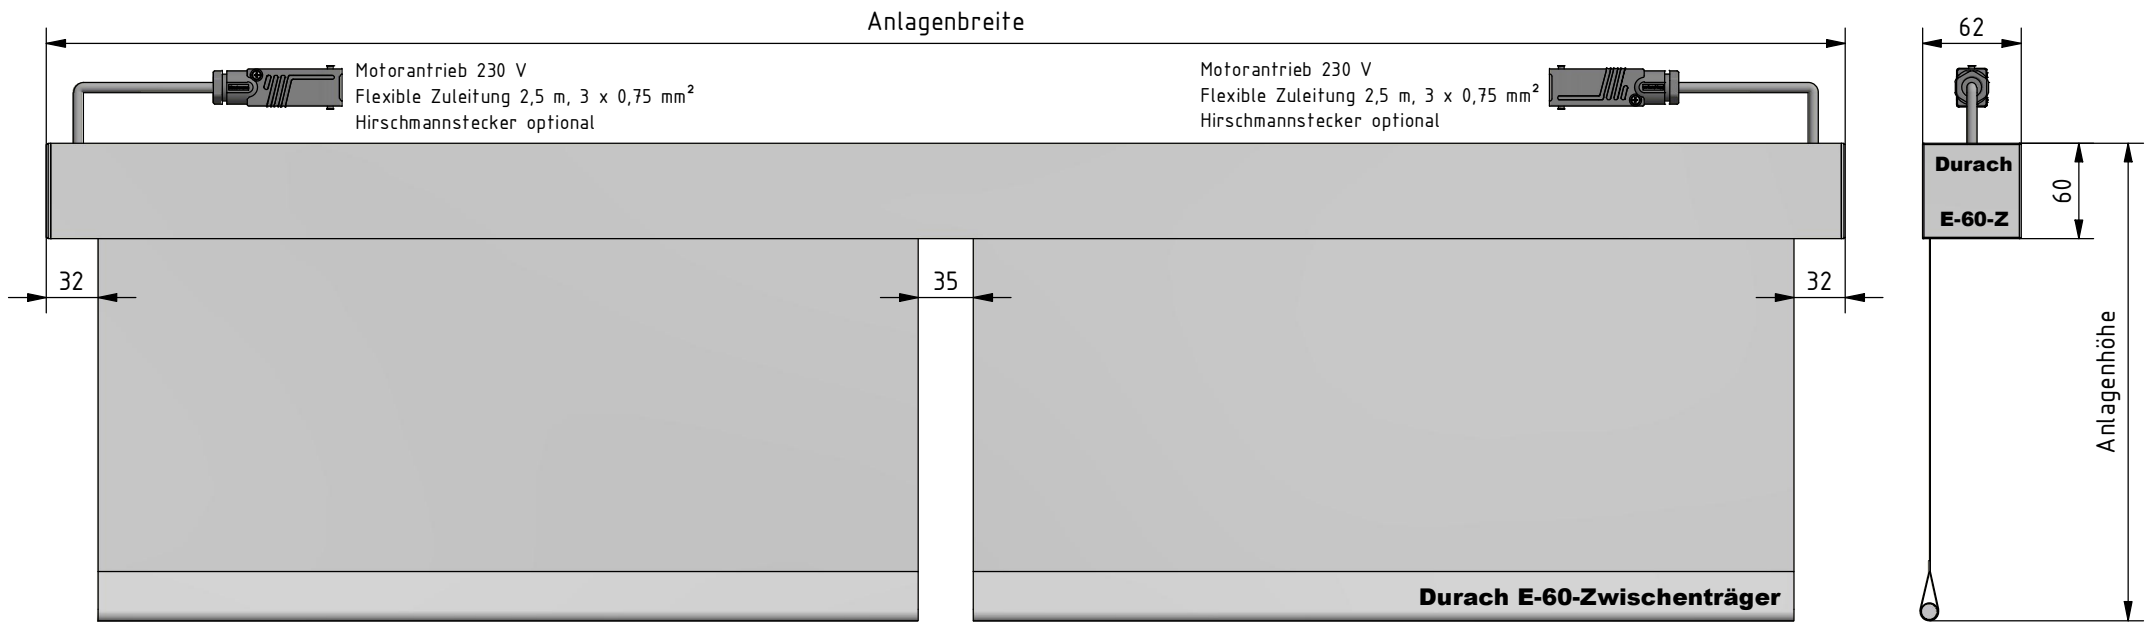 Anlagenbreite
62
Motorantrieb 230 V
Flexible Zuleitung 2,5 m, 3 x 0,75 mm²
Hirschmannstecker optional
Motorantrieb 230 V
Flexible Zuleitung 2,5 m, 3 x 0,75 mm²
Hirschmannstecker optional
Durach
E-60-Z
60
32
35
32
Anlagenhöhe
Durach E-60-Zwischenträger